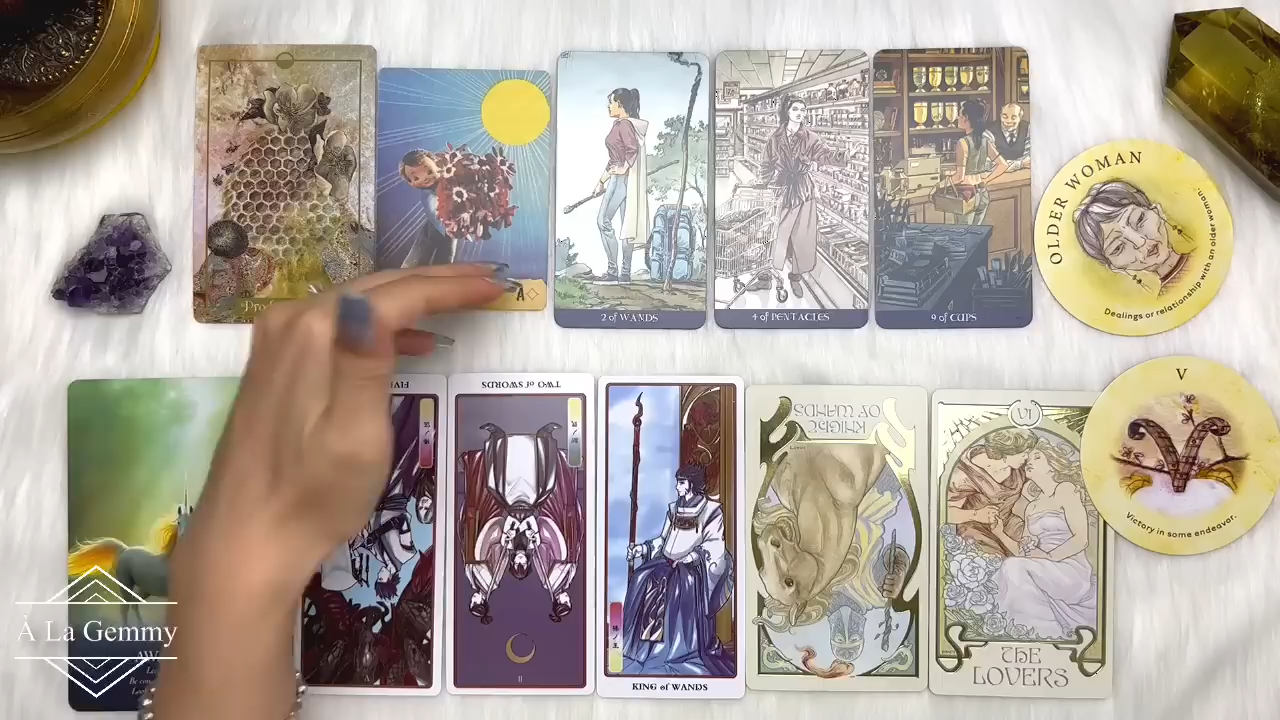 2 of WANDS
4 of PENTACLES
9 of CUPS
A
OLDER WOMAN
Dealings or relationship with an older woman.
FIVE
TWO of SWORDS
II
KING of WANDS
KNIGHT
OF WANDS
VI
THE
LOVERS
V
Victory in some endeavor.
À La Gemmy